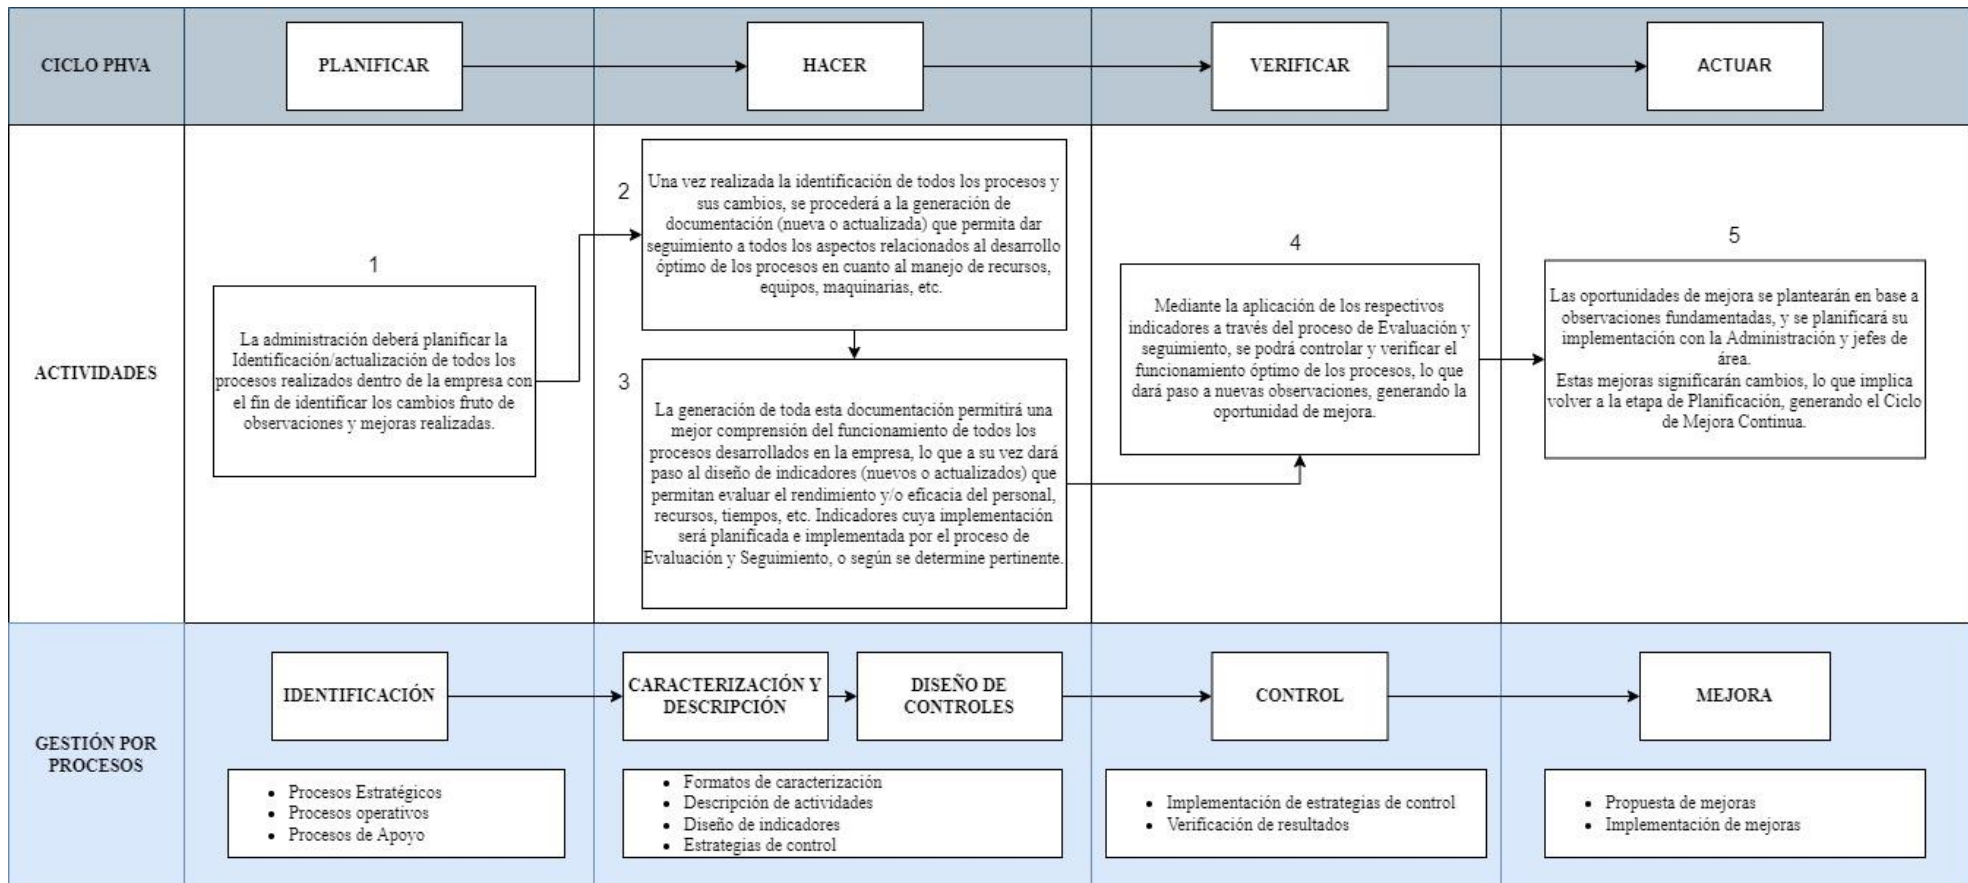 CICLO PHVA
PLANIFICAR
HACER
VERIFICAR
ACTUAR
ACTIVIDADES
1
La administración deberá planificar la
Identificación/actualización de todos los
procesos realizados dentro de la empresa con
el fin de identificar los cambios fruto de
observaciones y mejoras realizadas.
2
Una vez realizada la identificación de todos los procesos y
sus cambios, se procederá a la generación de
documentación (nueva o actualizada) que permita dar
seguimiento a todos los aspectos relacionados al desarrollo
óptimo de los procesos en cuanto al manejo de recursos,
equipos, maquinarias, etc.
3
La generación de toda esta documentación permitirá una
mejor comprensión del funcionamiento de todos los
procesos desarrollados en la empresa, lo que a su vez dará
paso al diseño de indicadores (nuevos o actualizados) que
permitan evaluar el rendimiento y/o eficacia del personal,
recursos, tiempos, etc. Indicadores cuya implementación
será planificada e implementada por el proceso de
Evaluación y Seguimiento, o según se determine pertinente.
4
Mediante la aplicación de los respectivos
indicadores a través del proceso de Evaluación y
seguimiento, se podrá controlar y verificar el
funcionamiento óptimo de los procesos, lo que
dará paso a nuevas observaciones, generando la
oportunidad de mejora.
5
Las oportunidades de mejora se plantearán en base a
observaciones fundamentadas, y se planificará su
implementación con la Administración y jefes de
área.
Estas mejoras significarán cambios, lo que implica
volver a la etapa de Planificación, generando el Ciclo
de Mejora Continua.
GESTIÓN POR
PROCESOS
IDENTIFICACIÓN
• Procesos Estratégicos
• Procesos operativos
• Procesos de Apoyo
CARACTERIZACIÓN Y
DESCRIPCIÓN
DISEÑO DE
CONTROLES
• Formatos de caracterización
• Descripción de actividades
• Diseño de indicadores
• Estrategias de control
CONTROL
• Implementación de estrategias de control
• Verificación de resultados
MEJORA
• Propuesta de mejoras
• Implementación de mejoras